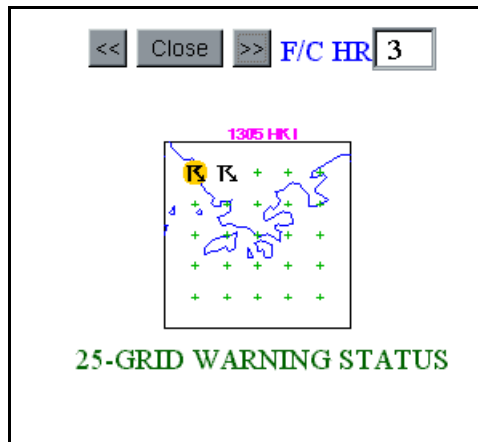 << Close >> F/C HR 3
1305 HKT
25-GRID WARNING STATUS